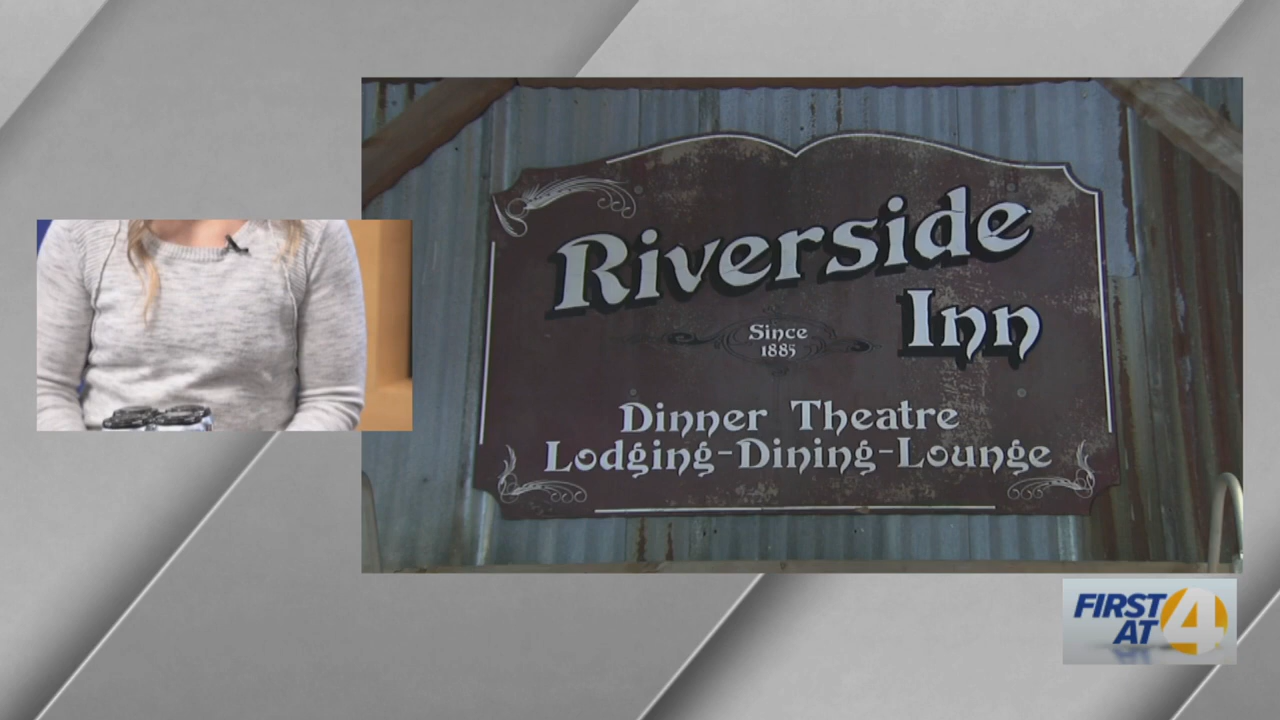 Riverside
Inn
Since
1885
Dinner Theatre
Lodging-Dining-Lounge
FIRST
AT 4